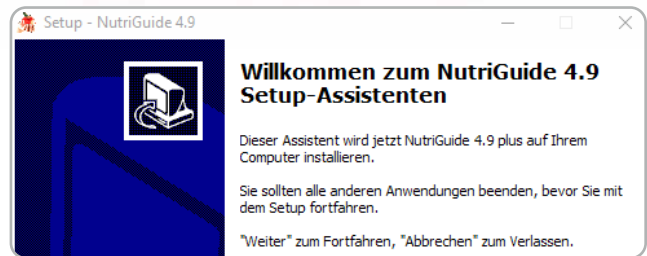 Setup - NutriGuide 4.9
Willkommen zum NutriGuide 4.9
Setup-Assistenten
Dieser Assistent wird jetzt NutriGuide 4.9 plus auf Ihrem
Computer installieren.
Sie sollten alle anderen Anwendungen beenden, bevor Sie mit
dem Setup fortfahren.
"Weiter" zum Fortfahren, "Abbrechen" zum Verlassen.